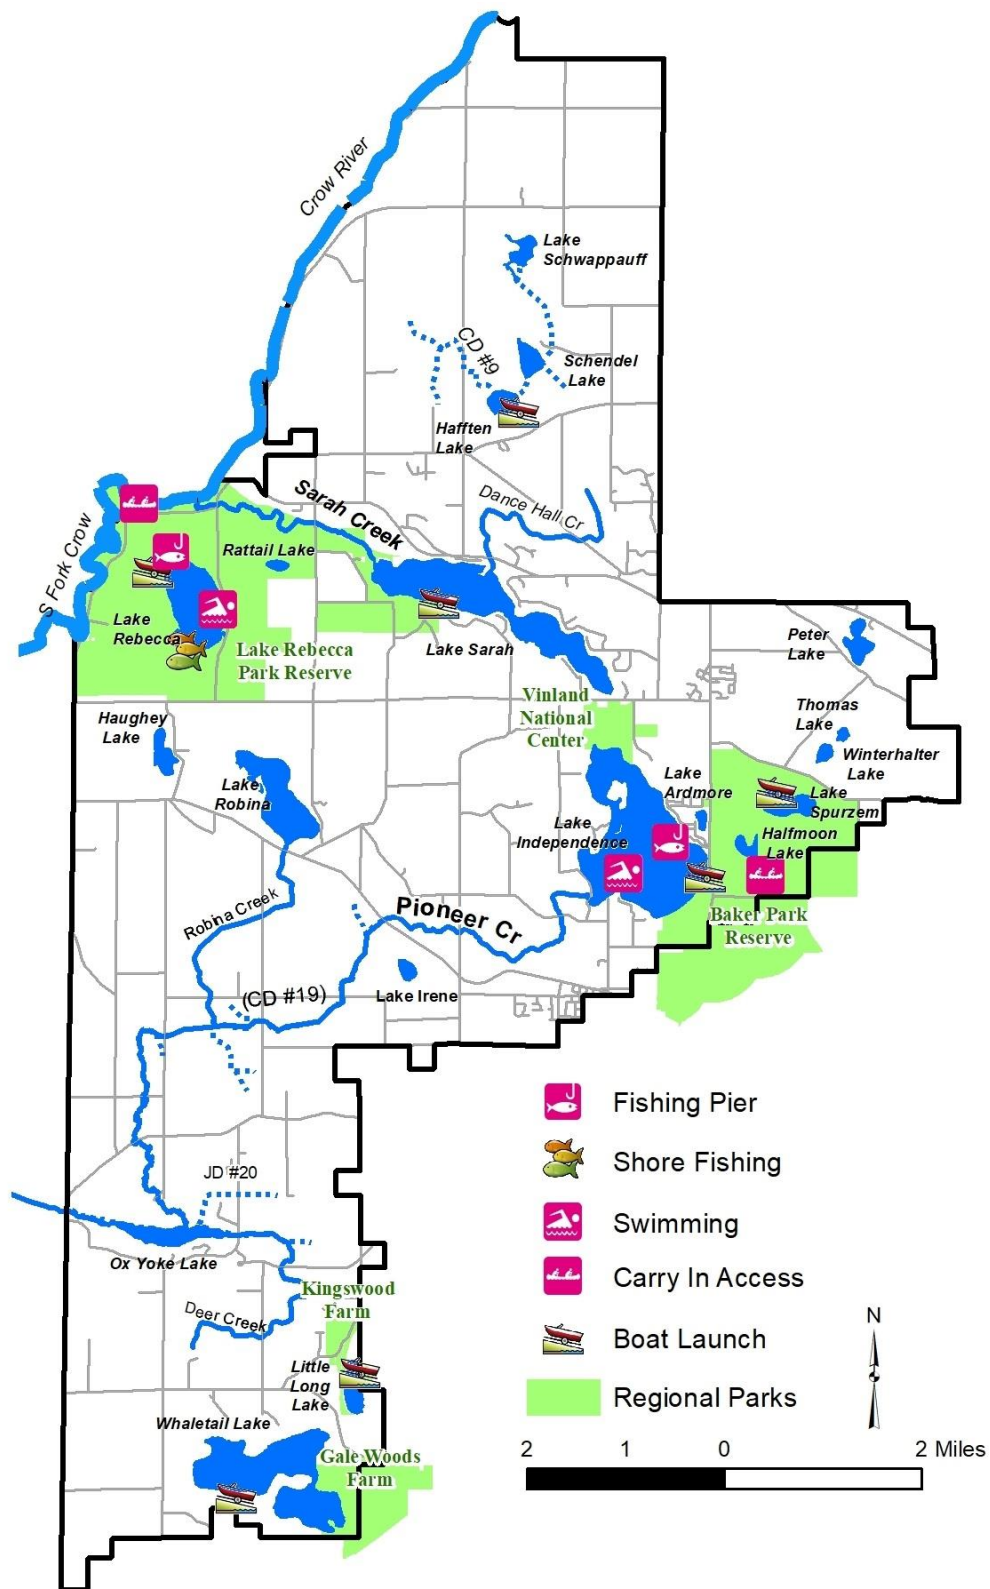 Crow River
Lake
Schwappauff
CD #9
Schendel
Lake
Hafften
Lake
Sarah Creek
Dance Hall Cr
S Fork Crow
Rattail Lake
Lake
Rebecca
Lake Rebecca
Park Reserve
Lake Sarah
Peter
Lake
Vinland
National
Center
Haughey
Lake
Thomas
Lake
Winterhalter
Lake
Lake
Robina
Lake
Ardmore
Lake
Spurzem
Lake
Independence
Halfmoon
Lake
Robina Creek
Pioneer Cr
Baker Park
Reserve
(CD #19)
Lake Irene
Fishing Pier
Shore Fishing
JD #20
Swimming
Ox Yoke Lake
Carry In Access
Kingswood
Farm
Deer Creek
N
Boat Launch
Little
Long
Lake
Regional Parks
Whaletail Lake
Gale Woods
Farm
2 1 0 2 Miles